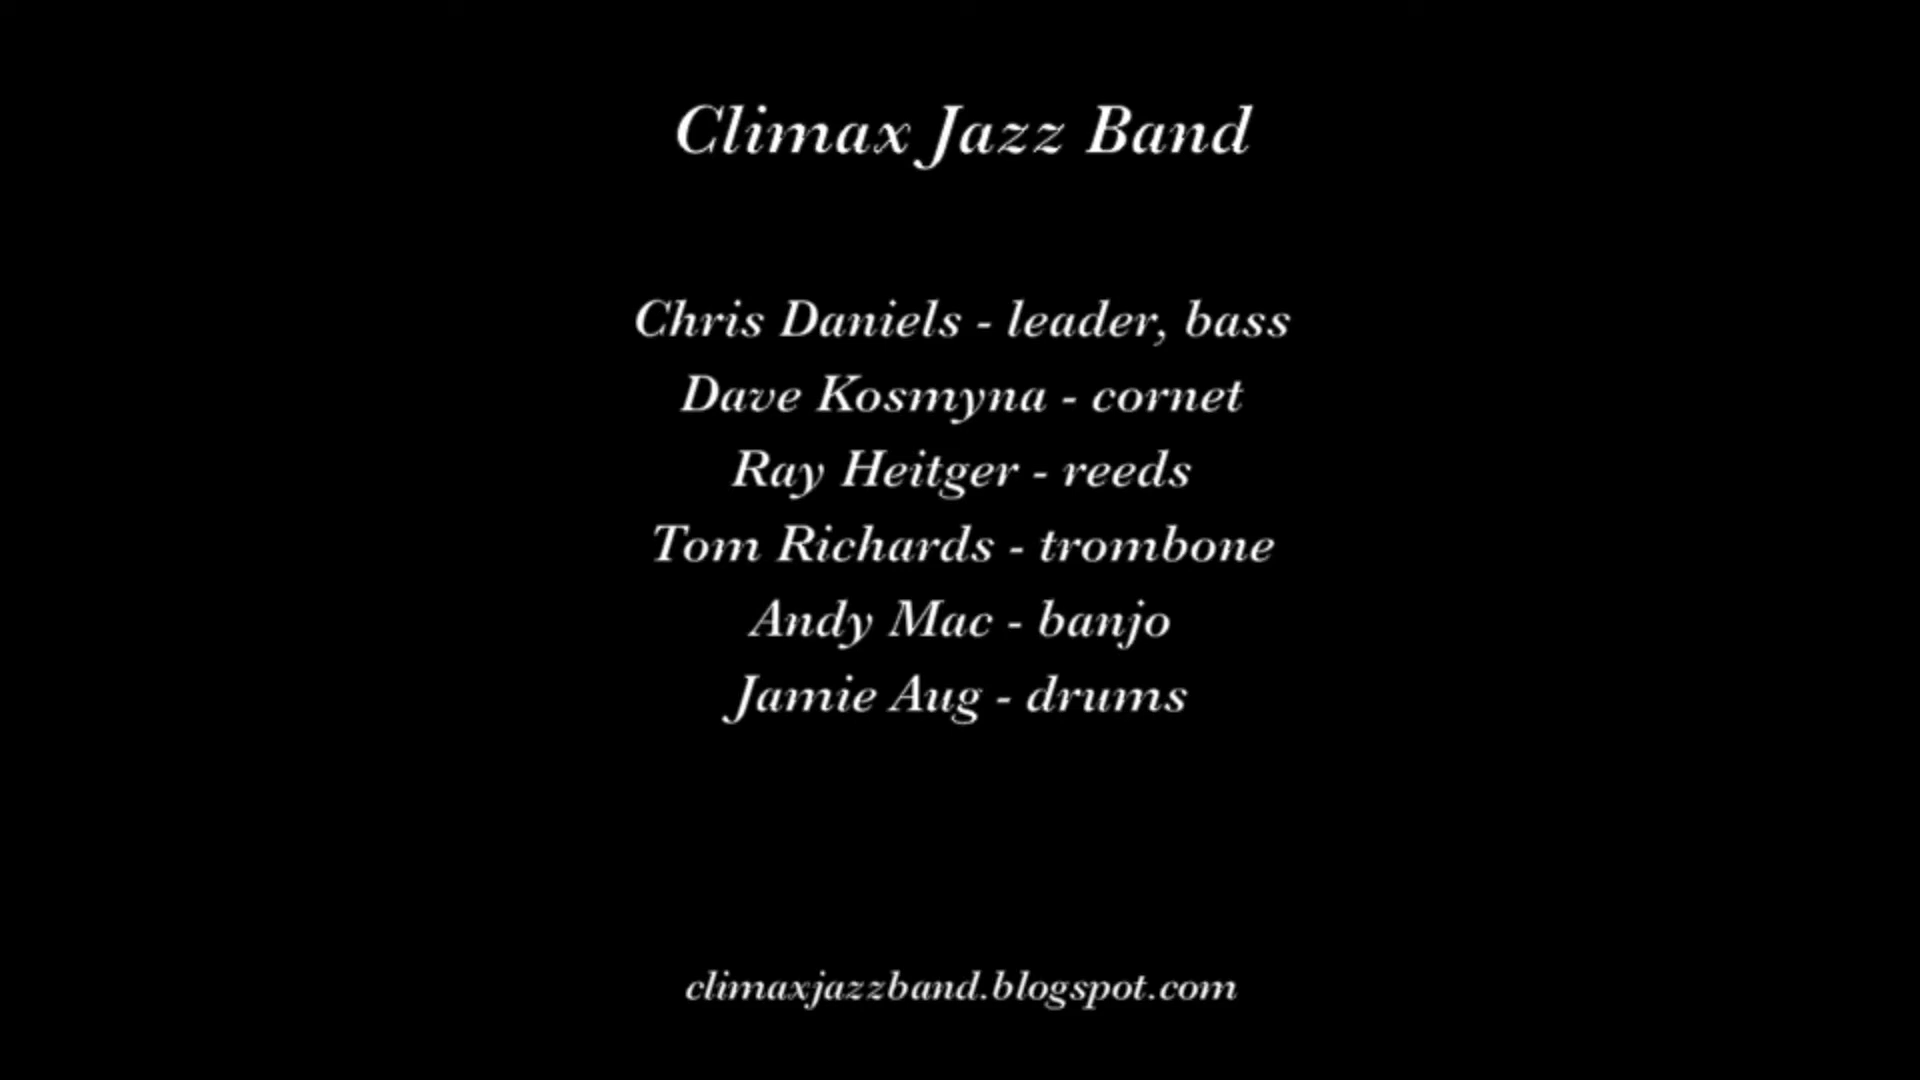 Climax Jazz Band
Chris Daniels - leader, bass
Dave Kosmyna - cornet
Ray Heitger - reeds
Tom Richards - trombone
Andy Mac - banjo
Jamie Aug - drums
climaxjazzband.blogspot.com